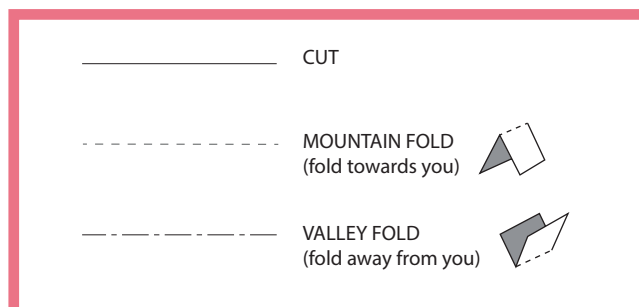 CUT
MOUNTAIN FOLD
(fold towards you)
VALLEY FOLD
(fold away from you)